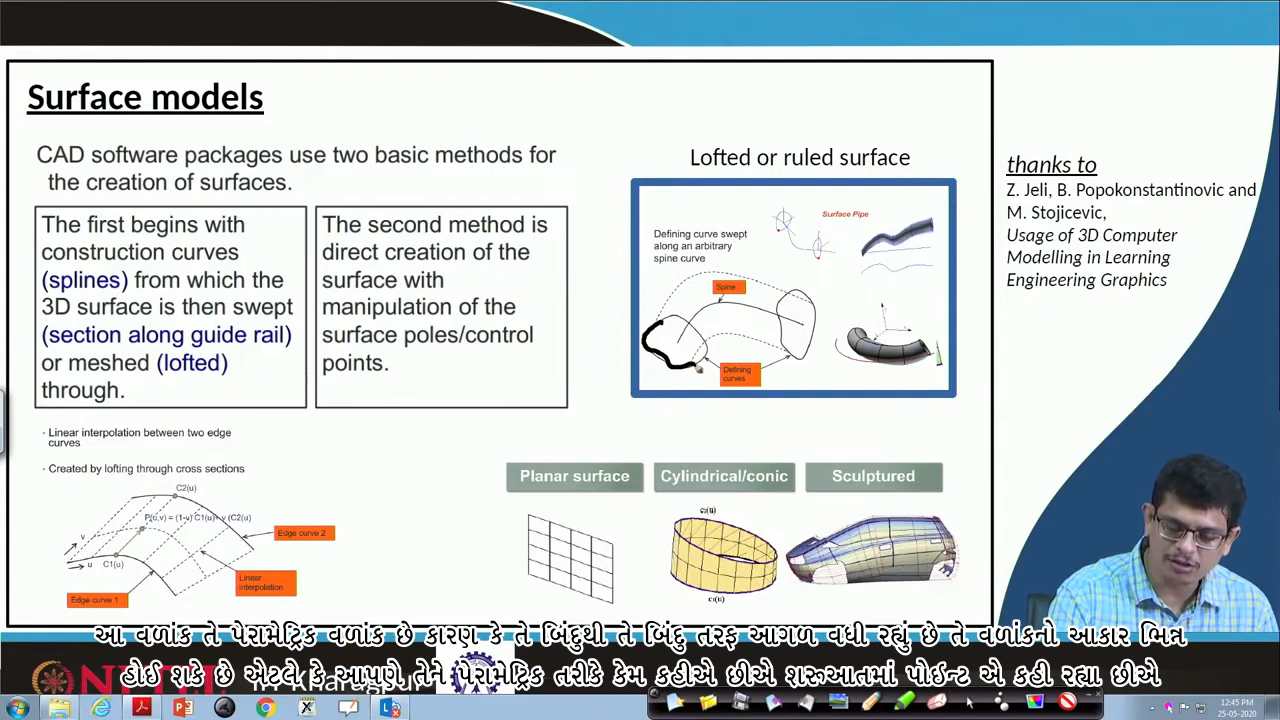 Surface models
CAD software packages use two basic methods for
the creation of surfaces.
The first begins with
construction curves
(splines) from which the
3D surface is then swept
(section along guide rail)
or meshed (lofted)
through.
The second method is
direct creation of the
surface with
manipulation of the
surface poles/control
points.
Lofted or ruled surface
Surface Pipe
Defining curve swept
along an arbitrary
spine curve
Spine
Defining
curves
thanks to
Z. Jeli, B. Popokonstantinovic and
M. Stojicevic,
Usage of 3D Computer
Modelling in Learning
Engineering Graphics
- Linear interpolation between two edge
curves
- Created by lofting through cross sections
C2(u)
P(u,v) = (1-v) C1(u)+ v (C2(u)
Edge curve 2
v
u
C1(u)
Linear
interpolation
Edge curve 1
Planar surface
Cylindrical/conic
Sculptured
આ વળાંક તે પેરામેટ્રિક વળાંક છે કારણ કે તે બિંદુથી તે બિંદુ તરફ આગળ વધી રહ્યું છે તે વળાંકનો આકાર ભિન્ન
હોઈ શકે છે એટલે કે આપણે તેને પેરામેટ્રિક તરીકે કેમ કહીએ છીએ શરૂઆતમાં પોઇન્ટ એ કહી રહ્યા છીએ
12:45 PM
25-05-2020